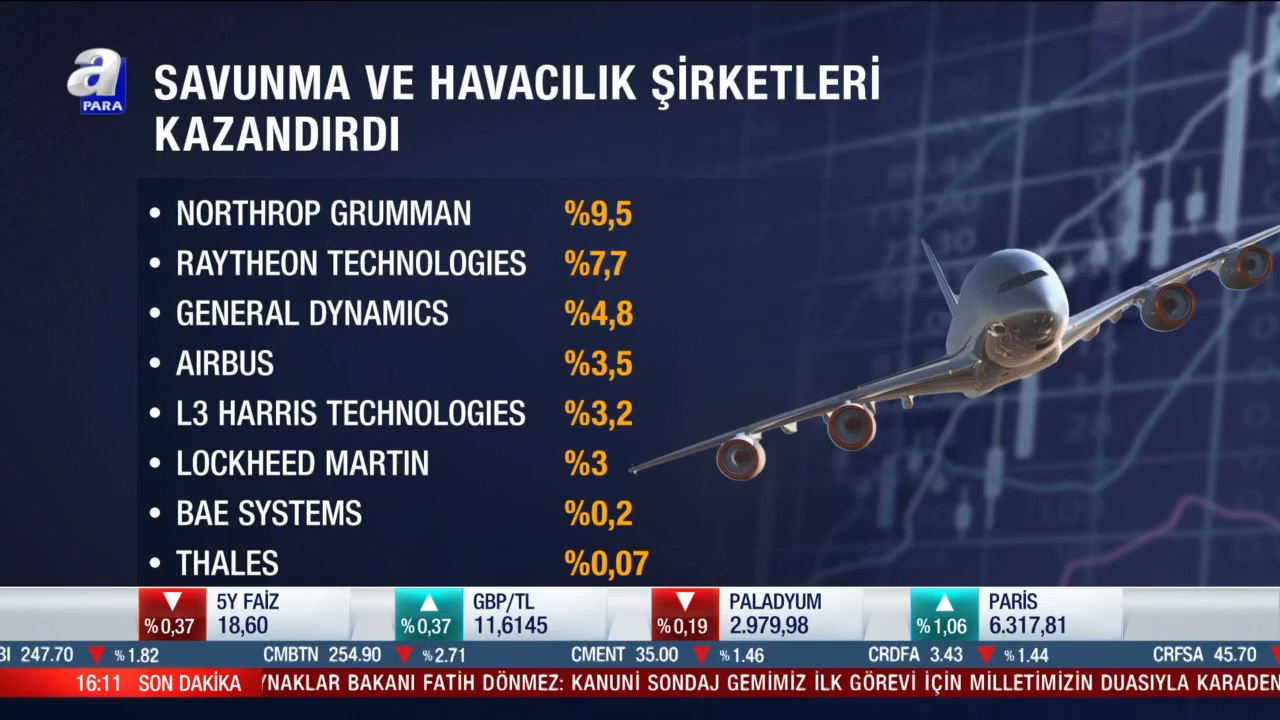 a
PARA
SAVUNMA VE HAVACILIK ŞİRKETLERİ
KAZANDIRDI
• NORTHROP GRUMMAN %9,5
• RAYTHEON TECHNOLOGIES %7,7
• GENERAL DYNAMICS %4,8
• AIRBUS %3,5
• L3 HARRIS TECHNOLOGIES %3,2
• LOCKHEED MARTIN %3
• BAE SYSTEMS %0,2
• THALES %0,07
%0,37 5Y FAİZ 18,60
%0,37 GBP/TL 11,6145
%0,19 PALADYUM 2.979,98
%1,06 PARİS 6.317,81
BI 247.70 %1.82 CMBTN 254.90 %2.71 CMENT 35.00 %1.46 CRDFA 3.43 %1.44 CRFSA 45.70
16:11 SON DAKİKA YNAKLAR BAKANI FATİH DÖNMEZ: KANUNİ SONDAJ GEMİMİZ İLK GÖREVİ İÇİN MİLLETİMİZİN DUASIYLA KARADEN